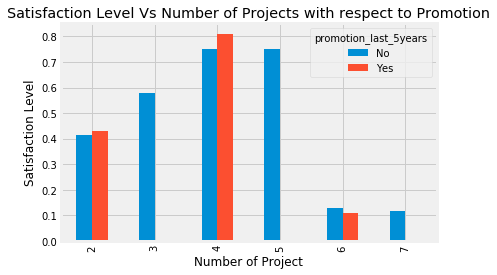 Satisfaction Level Vs Number of Projects with respect to Promotion
promotion_last_5years
No
Yes
Satisfaction Level
0.8
0.7
0.6
0.5
0.4
0.3
0.2
0.1
0.0
2
3
4
5
6
7
Number of Project